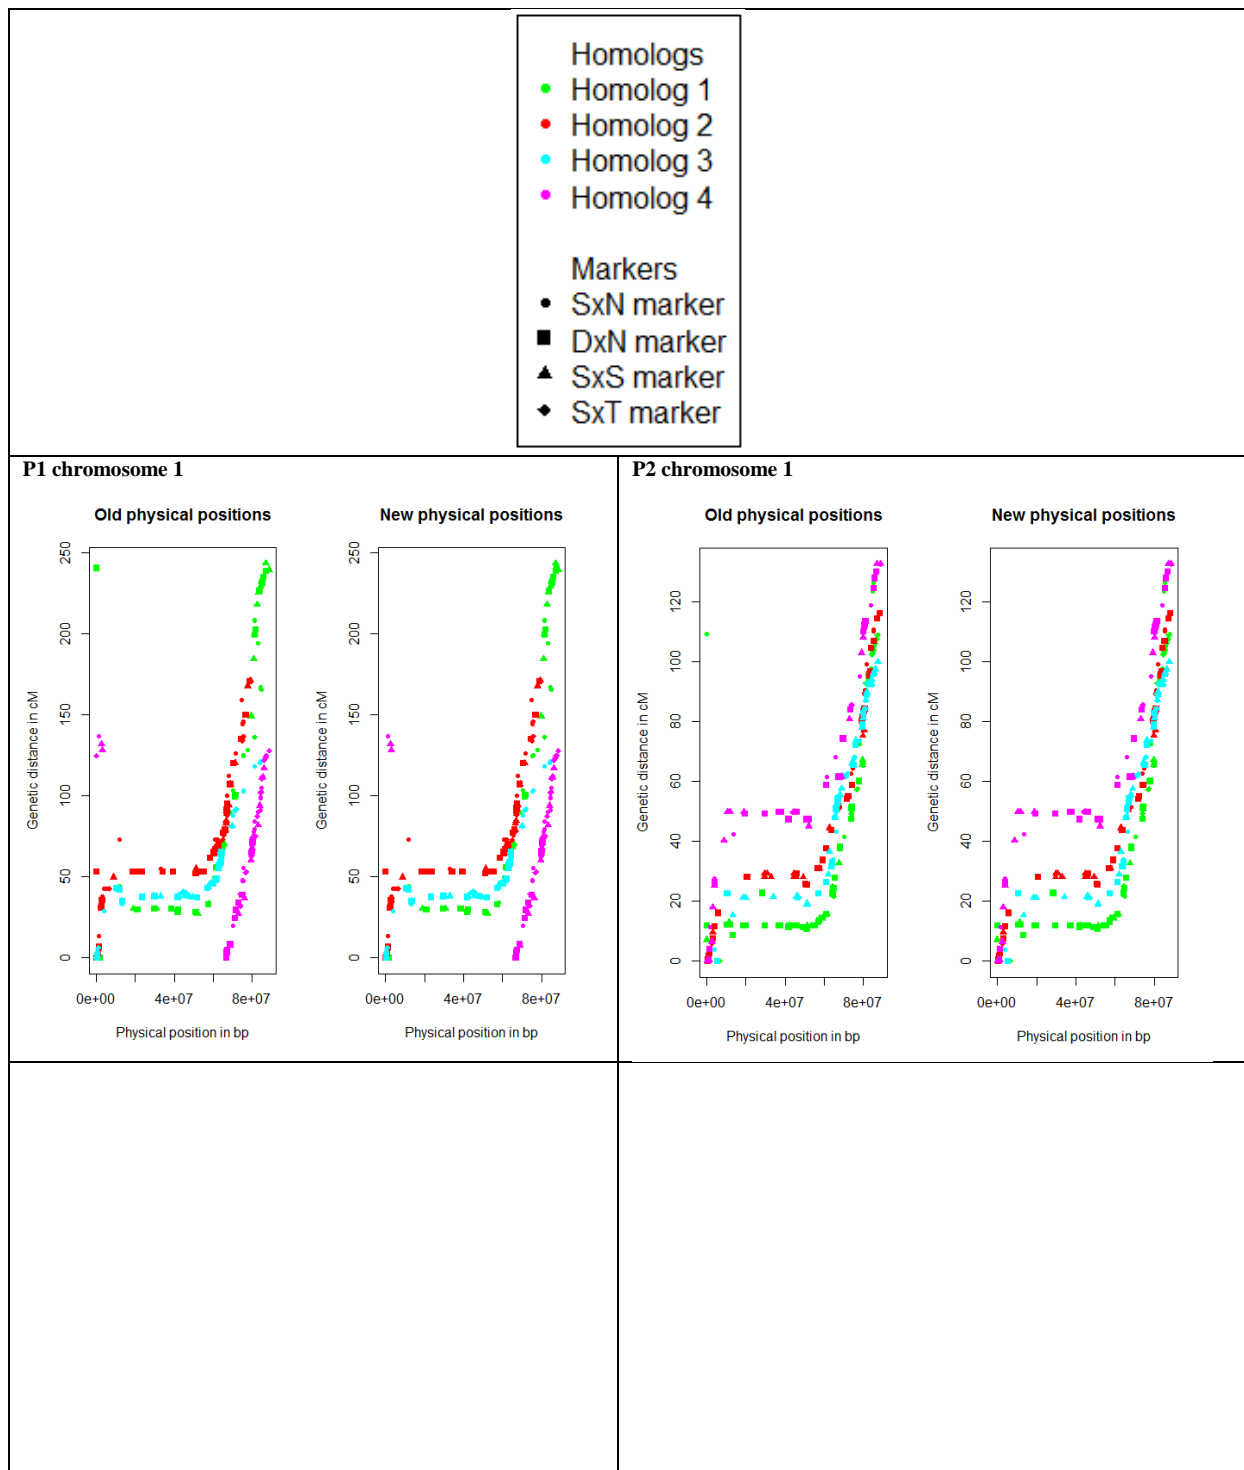 Homologs
Homolog 1
Homolog 2
Homolog 3
Homolog 4
Markers
SxN marker
DxN marker
SxS marker
SxT marker
P1 chromosome 1
Old physical positions
New physical positions
Genetic distance in cM
0
50
100
150
200
250
0e+00
4e+07
8e+07
Physical position in bp
Genetic distance in cM
0
50
100
150
200
250
0e+00
4e+07
8e+07
Physical position in bp
P2 chromosome 1
Old physical positions
New physical positions
Genetic distance in cM
0
20
40
60
80
100
120
0e+00
4e+07
8e+07
Physical position in bp
Genetic distance in cM
0
20
40
60
80
100
120
0e+00
4e+07
8e+07
Physical position in bp